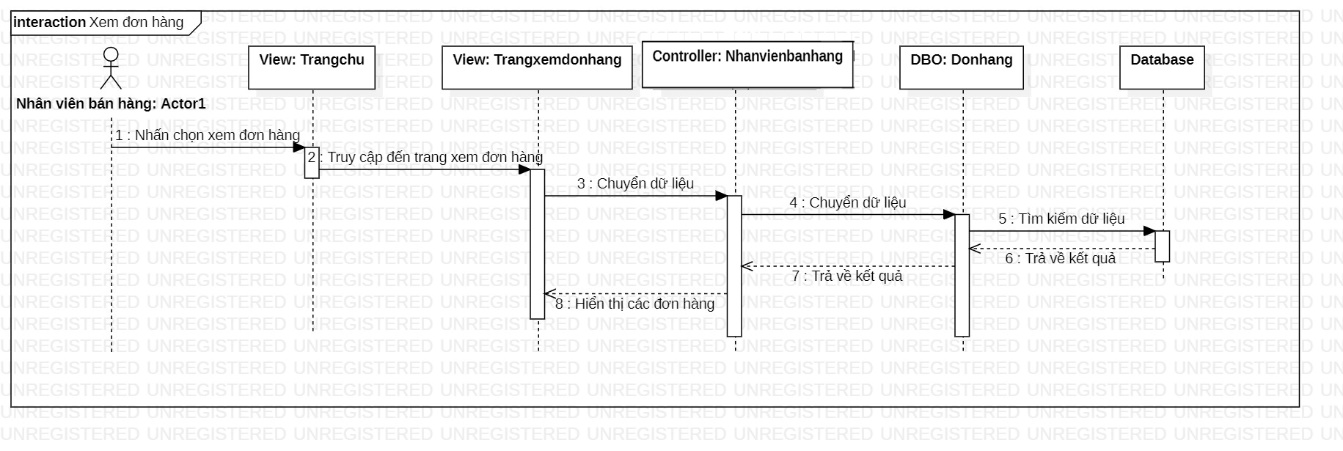 interaction Xem đơn hàng
View: Trangchu
View: Trangxemdonhang
Controller: Nhanvienbanhang
DBO: Donhang
Database
Nhân viên bán hàng: Actor1
1 : Nhấn chọn xem đơn hàng
2 : Truy cập đến trang xem đơn hàng
3 : Chuyển dữ liệu
4 : Chuyển dữ liệu
5 : Tìm kiếm dữ liệu
6 : Trả về kết quả
7 : Trả về kết quả
8 : Hiển thị các đơn hàng
UNREGISTERED UNREGISTERED UNREGISTERED UNREGISTERED UNREGISTERED UNREGISTERED UNREGISTERED UNREGISTERED UNREGISTERED